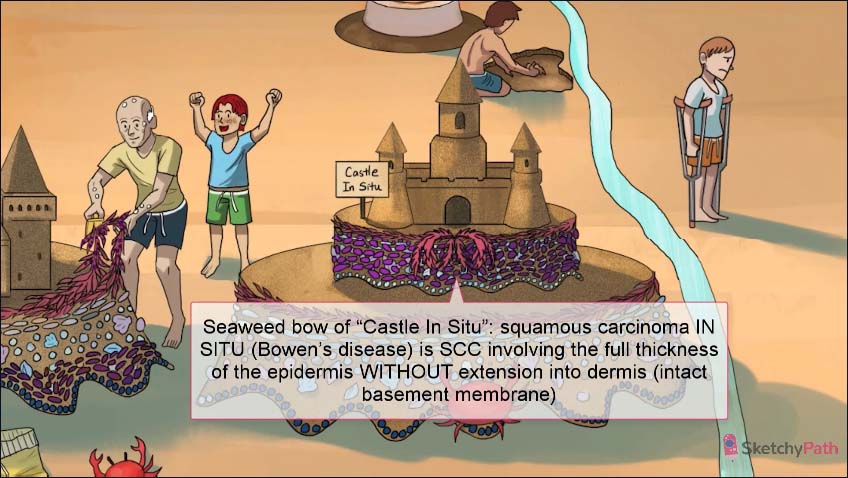 Castle
In Situ
Seaweed bow of “Castle In Situ”: squamous carcinoma IN
SITU (Bowen’s disease) is SCC involving the full thickness
of the epidermis WITHOUT extension into dermis (intact
basement membrane)
SketchyPath